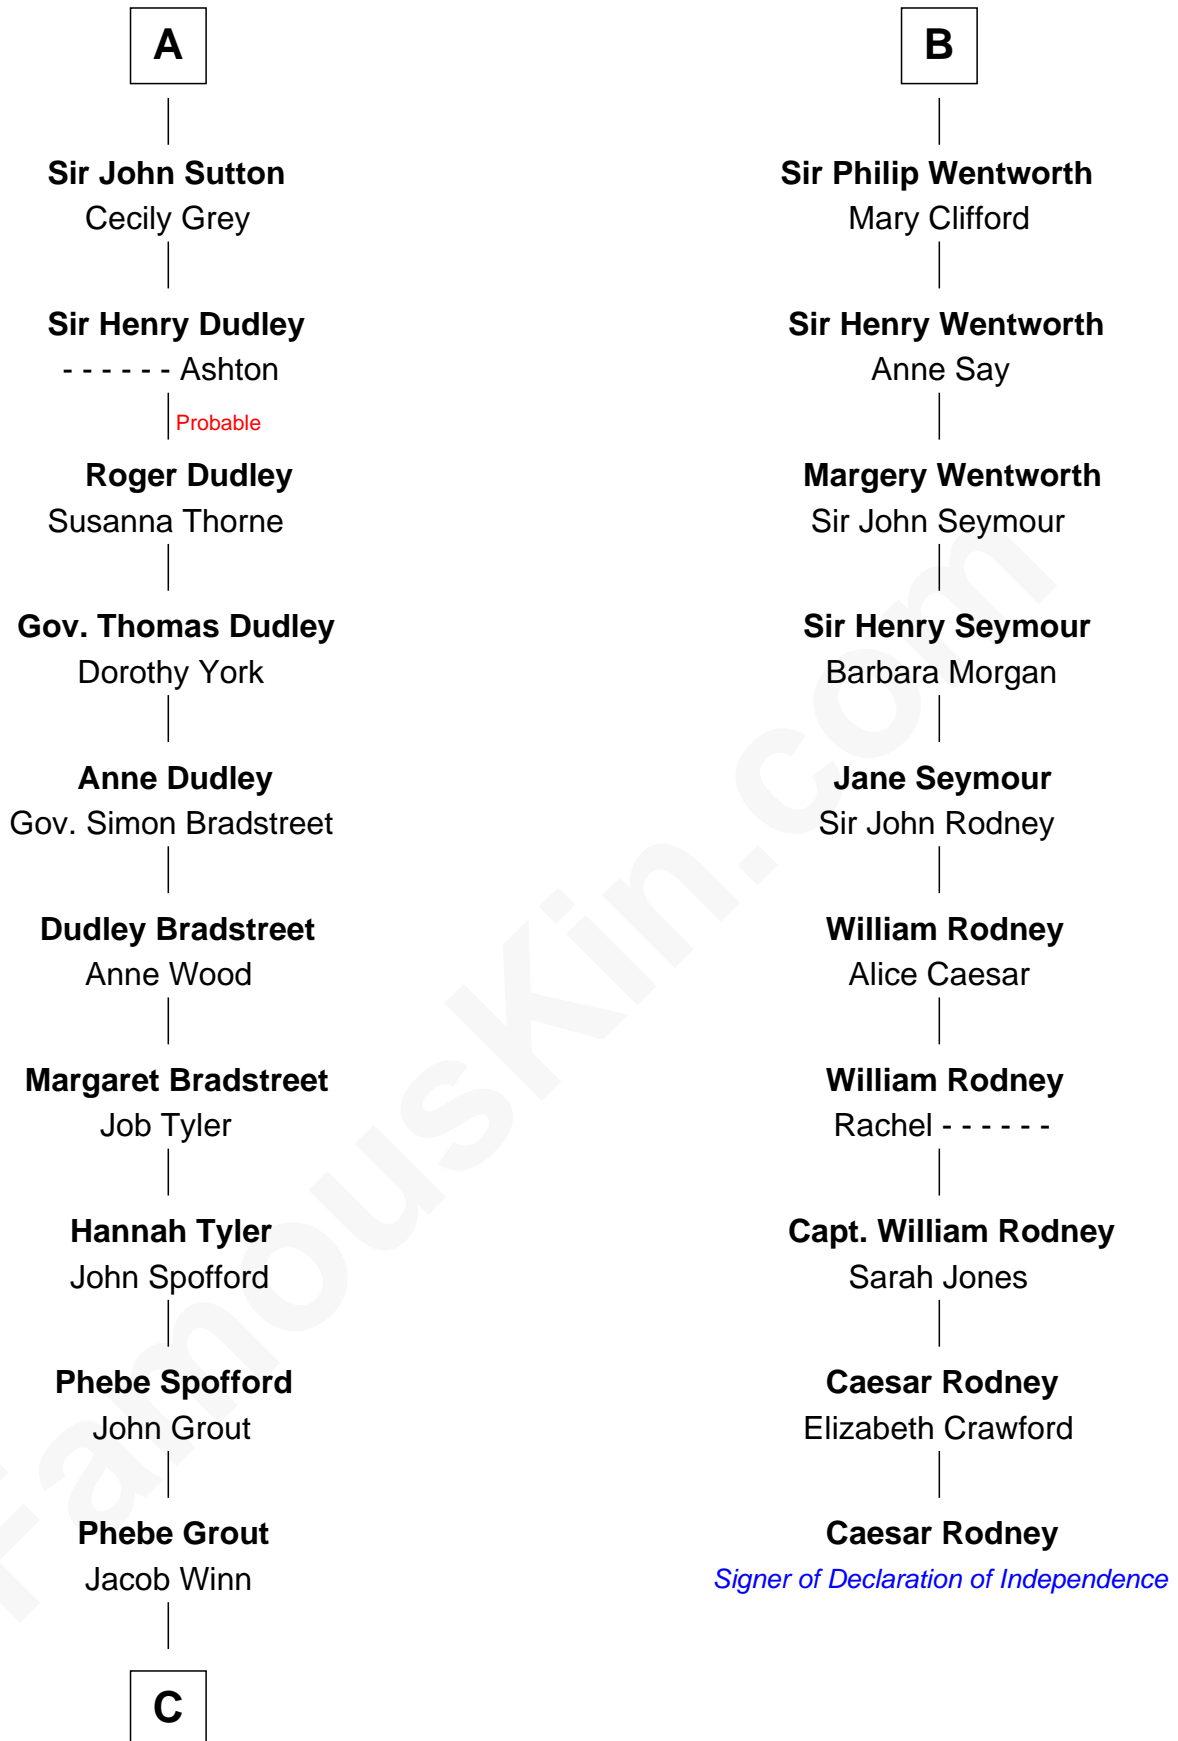 A
Sir John Sutton
Cecily Grey
Sir Henry Dudley
- - - - - - Ashton
Probable
Roger Dudley
Susanna Thorne
Gov. Thomas Dudley
Dorothy York
Anne Dudley
Gov. Simon Bradstreet
Dudley Bradstreet
Anne Wood
Margaret Bradstreet
Job Tyler
Hannah Tyler
John Spofford
Phebe Spofford
John Grout
Phebe Grout
Jacob Winn
C
B
Sir Philip Wentworth
Mary Clifford
Sir Henry Wentworth
Anne Say
Margery Wentworth
Sir John Seymour
Sir Henry Seymour
Barbara Morgan
Jane Seymour
Sir John Rodney
William Rodney
Alice Caesar
William Rodney
Rachel - - - - - -
Capt. William Rodney
Sarah Jones
Caesar Rodney
Elizabeth Crawford
Caesar Rodney
Signer of Declaration of Independence
FamousKin.com